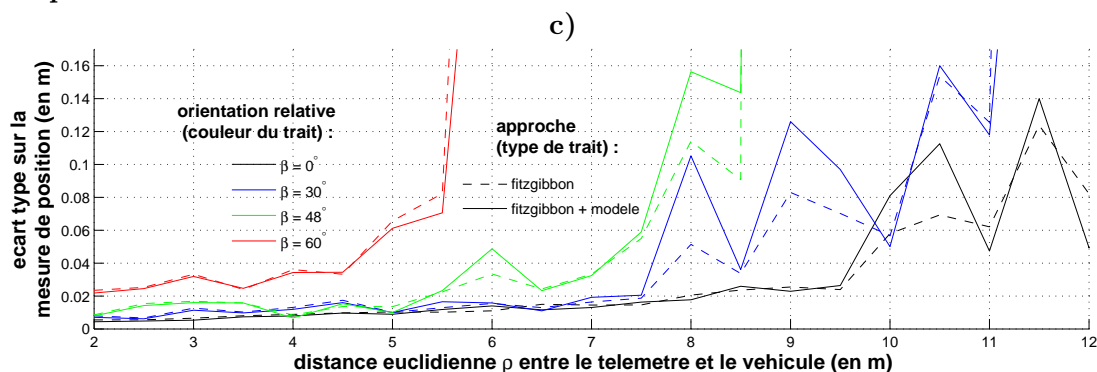 c)
ecart type sur la
mesure de position (en m)
0.16
0.14
0.12
0.1
0.08
0.06
0.04
0.02
0
orientation relative
(couleur du trait) :
β = 0°
β = 30°
β = 48°
β = 60°
approche
(type de trait) :
fitzgibbon
fitzgibbon + modele
2 3 4 5 6 7 8 9 10 11 12
distance euclidienne ρ entre le telemetre et le vehicule (en m)